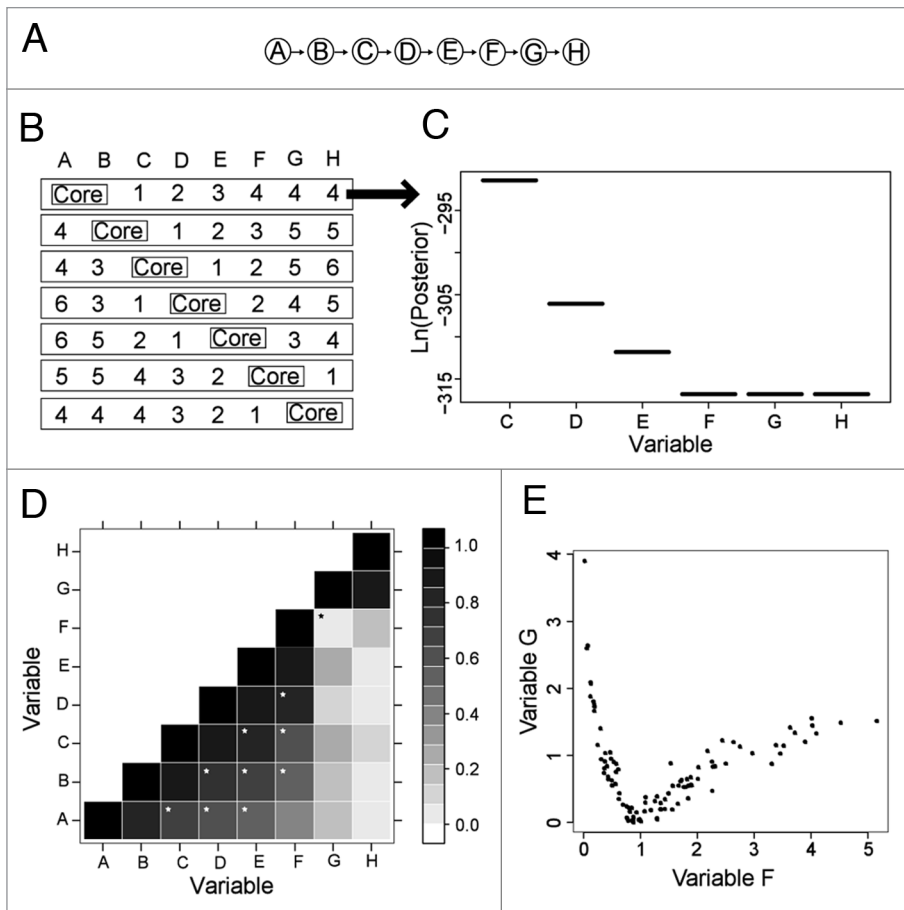 A
A B C D E F G H
B
A B C D E F G H
Core 1 2 3 4 4 4
4 Core 1 2 3 5 5
4 3 Core 1 2 5 6
6 3 1 Core 2 4 5
6 5 2 1 Core 3 4
5 5 4 3 2 Core 1
4 4 4 3 2 1 Core
C
Ln(Posterior)
-295
-305
-315
C D E F G H
Variable
D
Variable
H
G
F
E
D
C
B
A
A B C D E F G H
Variable
1.0
0.8
0.6
0.4
0.2
0.0
E
Variable G
4
3
2
1
0
0 1 2 3 4 5
Variable F